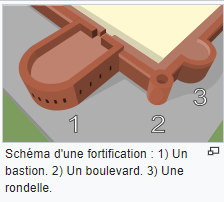 1
2
3
Schéma d'une fortification : 1) Un
bastion. 2) Un boulevard. 3) Une
rondelle.